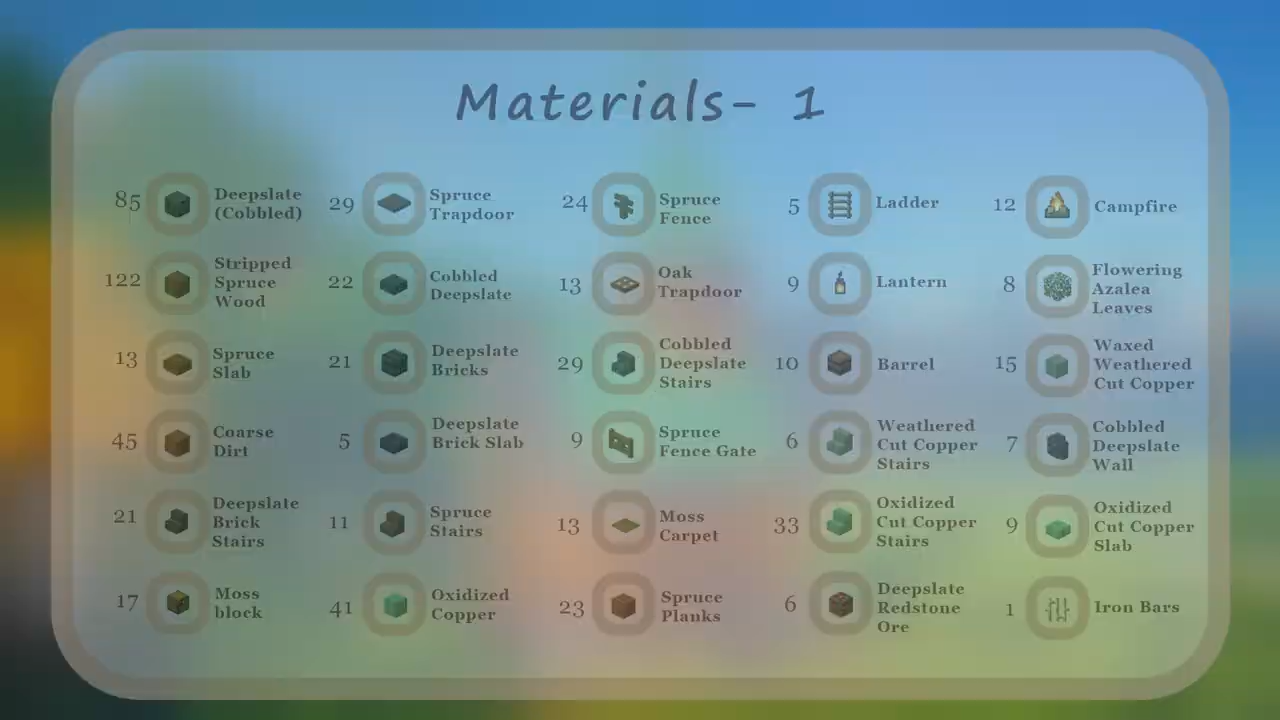 Materials- 1
85 Deepslate
(Cobbled)
29 Spruce
Trapdoor
24 Spruce
Fence
5 Ladder
12 Campfire
122 Stripped
Spruce
Wood
22 Cobbled
Deepslate
13 Oak
Trapdoor
9 Lantern
8 Flowering
Azalea
Leaves
13 Spruce
Slab
21 Deepslate
Bricks
29 Cobbled
Deepslate
Stairs
10 Barrel
15 Waxed
Weathered
Cut Copper
45 Coarse
Dirt
5 Deepslate
Brick Slab
9 Spruce
Fence Gate
6 Weathered
Cut Copper
Stairs
7 Cobbled
Deepslate
Wall
21 Deepslate
Brick
Stairs
11 Spruce
Stairs
13 Moss
Carpet
33 Oxidized
Cut Copper
Stairs
9 Oxidized
Cut Copper
Slab
17 Moss
block
41 Oxidized
Copper
23 Spruce
Planks
6 Deepslate
Redstone
Ore
1 Iron Bars